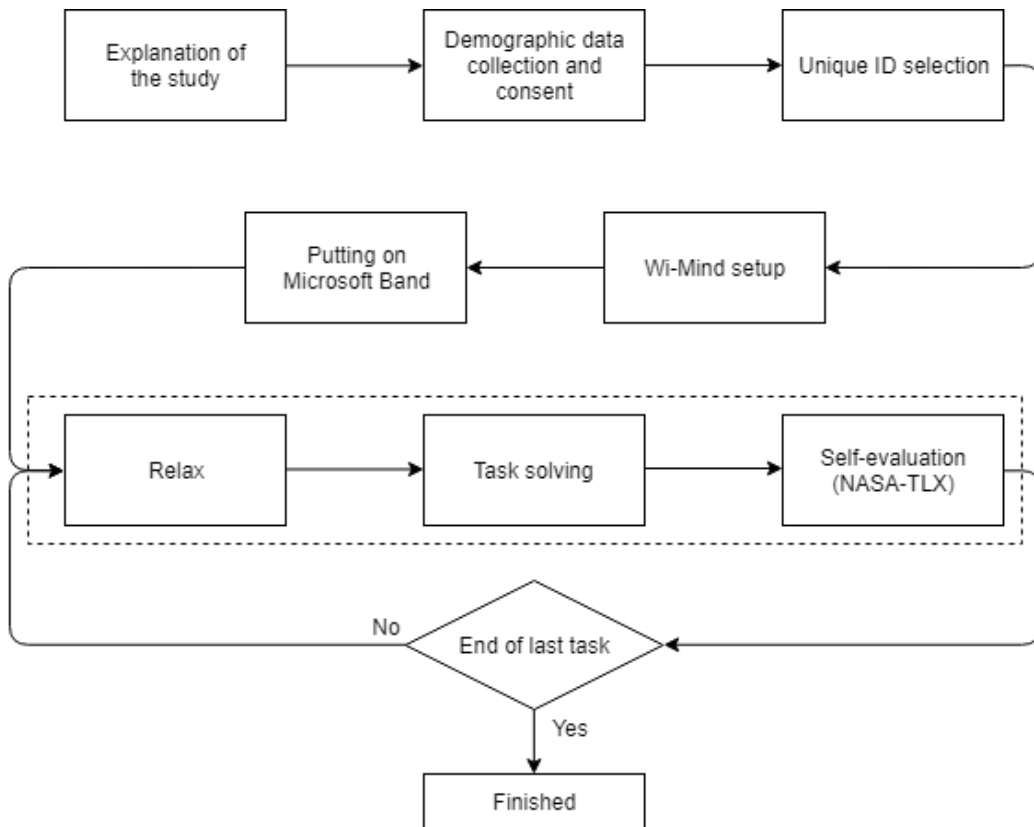 Explanation of
the study
Demographic data
collection and
consent
Unique ID selection
Putting on
Microsoft Band
Wi-Mind setup
Relax
Task solving
Self-evaluation
(NASA-TLX)
No
End of last task
Yes
Finished